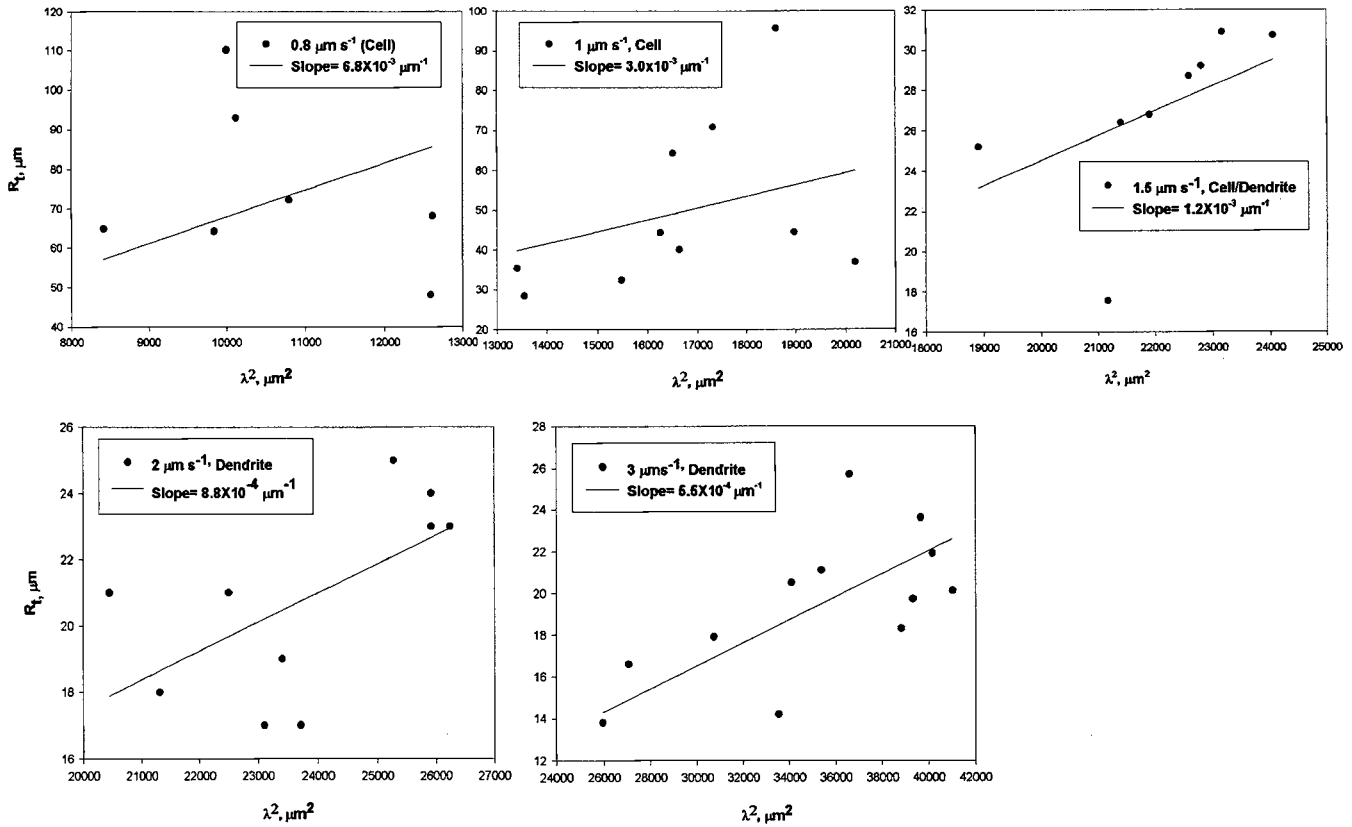 120
110
100
90
80
70
60
50
40
R_t, μm
0.8 μm s⁻¹ (Cell)
Slope= 6.8X10⁻³ μm⁻¹
8000 9000 10000 11000 12000 13000
λ², μm²
100
90
80
70
60
50
40
30
20
1 μm s⁻¹, Cell
Slope= 3.0x10⁻³ μm⁻¹
13000 14000 15000 16000 17000 18000 19000 20000 21000
λ², μm²
32
30
28
26
24
22
20
18
16
1.5 μm s⁻¹, Cell/Dendrite
Slope= 1.2X10⁻³ μm⁻¹
18000 19000 20000 21000 22000 23000 24000 25000
λ², μm²
26
24
22
20
18
16
R_t, μm
2 μm s⁻¹, Dendrite
Slope= 8.8X10⁻⁴ μm⁻¹
20000 21000 22000 23000 24000 25000 26000 27000
λ², μm²
28
26
24
22
20
18
16
14
12
3 μms⁻¹, Dendrite
Slope= 5.5X10⁻⁴ μm⁻¹
24000 26000 28000 30000 32000 34000 36000 38000 40000 42000
λ², μm²